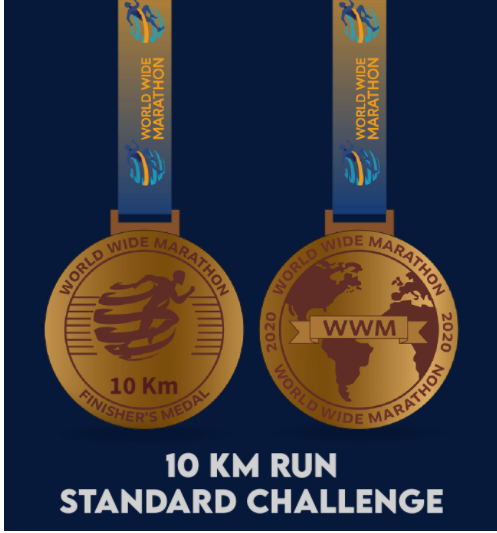 WORLD WIDE
MARATHON
WORLD WIDE
MARATHON
WORLD WIDE MARATHON
10 Km
FINISHER'S MEDAL
WORLD WIDE MARATHON
2020
WWM
2020
WORLD WIDE MARATHON
10 KM RUN
STANDARD CHALLENGE